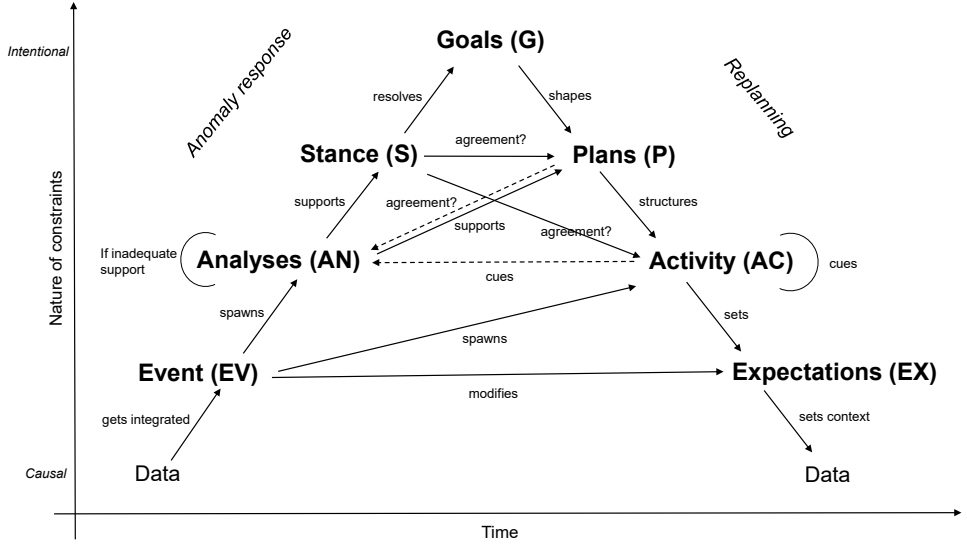 Intentional
Goals (G)
Anomaly response
Replanning
resolves
shapes
Stance (S)
agreement?
Plans (P)
supports
agreement?
supports
structures
agreement?
If inadequate
support
Analyses (AN)
cues
Activity (AC)
cues
Nature of constraints
spawns
spawns
sets
Event (EV)
modifies
Expectations (EX)
gets integrated
sets context
Causal
Data
Data
Time